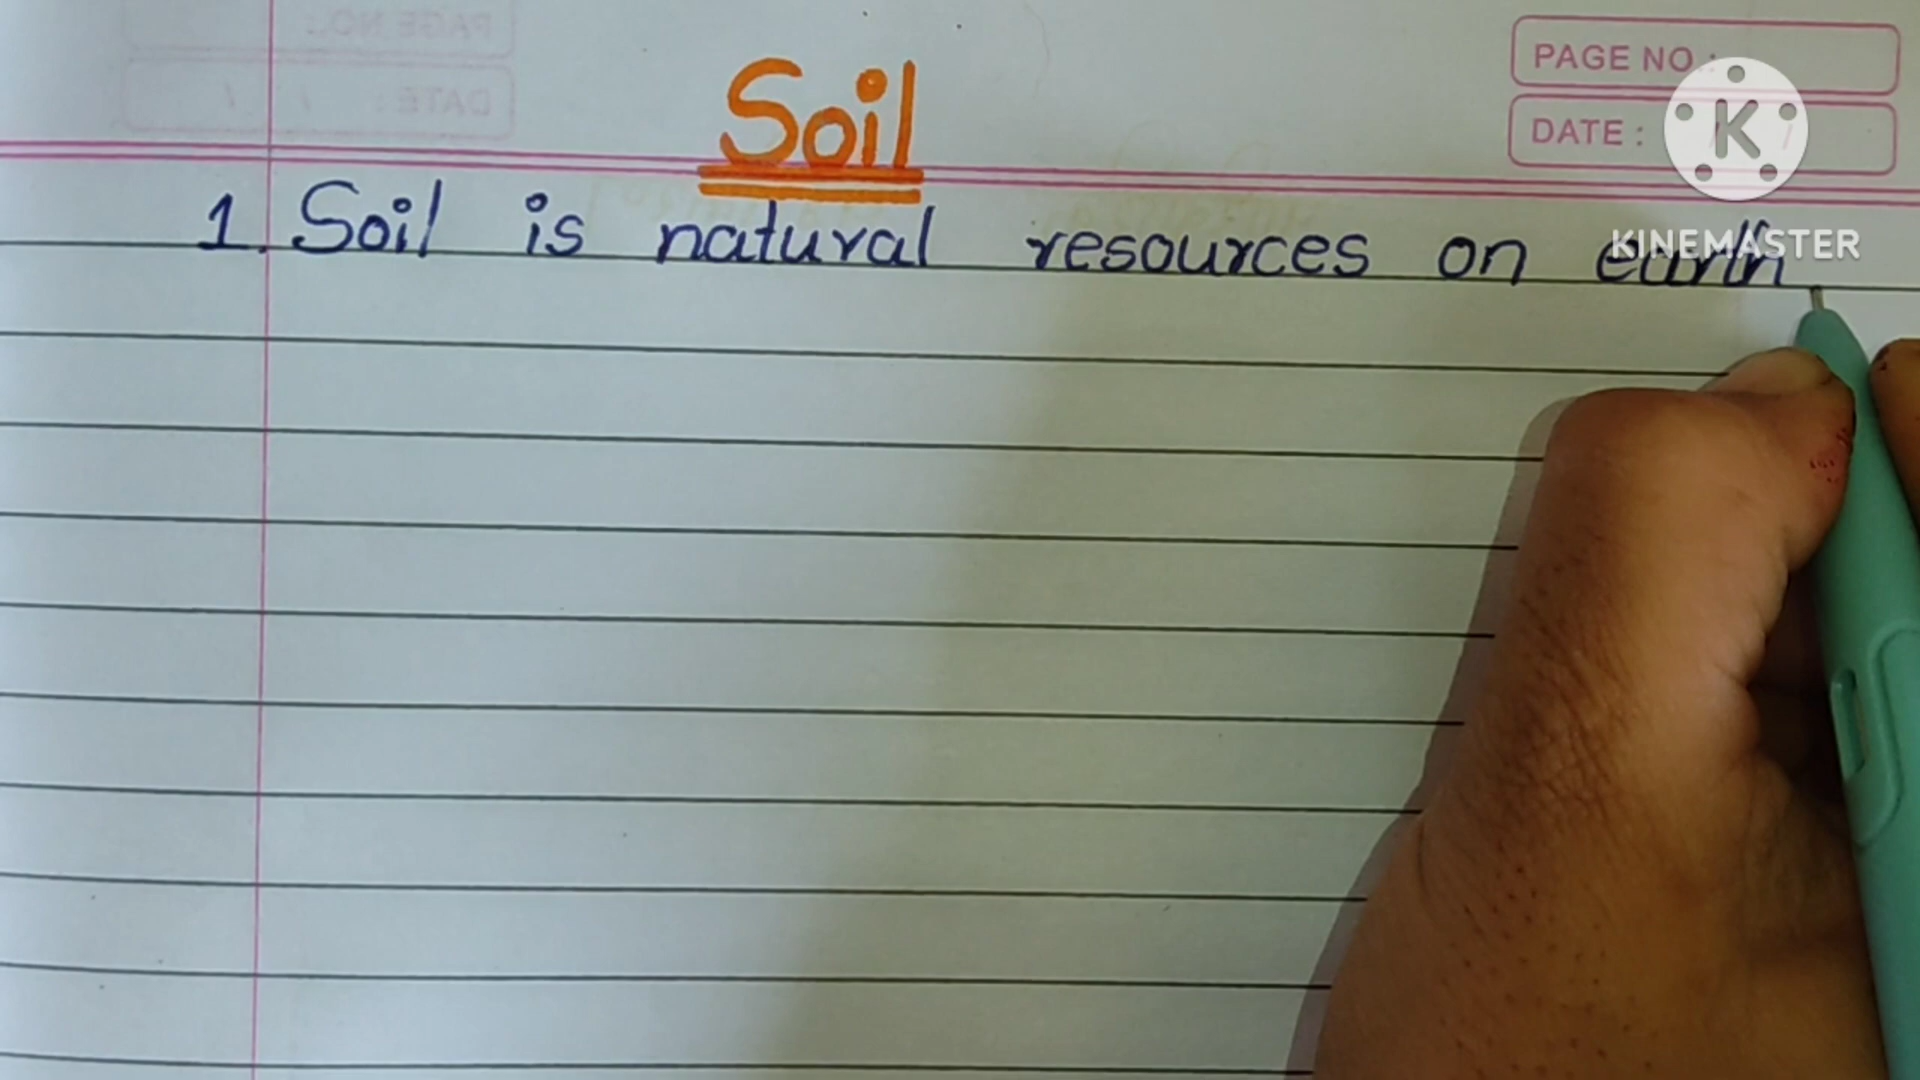 PAGE NO.:
DATE: / /
Soil
KINEMASTER
1. Soil is natural resources on earth